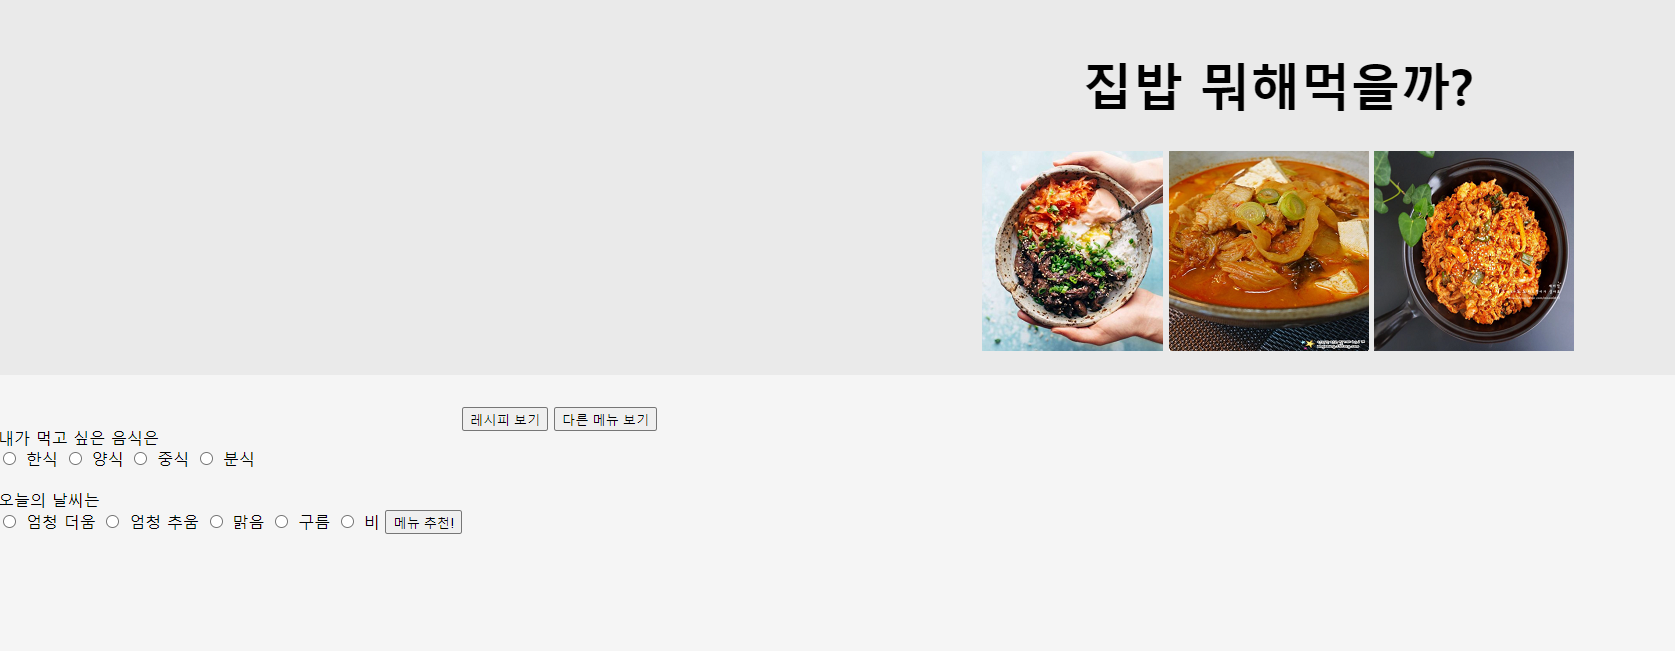 집밥 뭐해먹을까?
레시피 보기 다른 메뉴 보기
내가 먹고 싶은 음식은
한식 양식 중식 분식
오늘의 날씨는
엄청 더움 엄청 추움 맑음 구름 비 메뉴 추천!